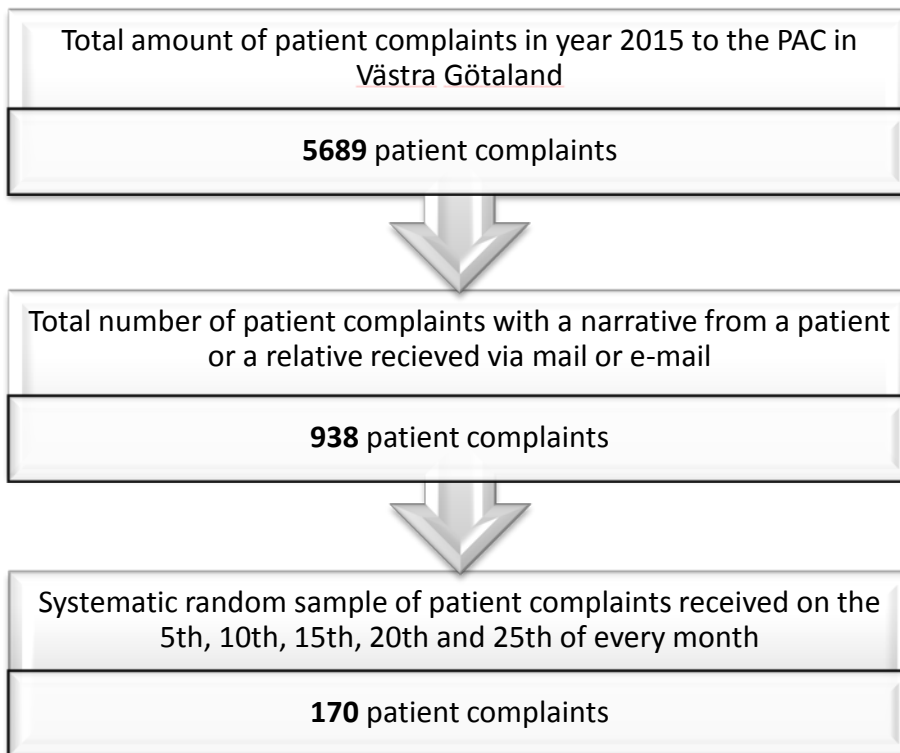 Total amount of patient complaints in year 2015 to the PAC in
Västra Götaland
5689 patient complaints
Total number of patient complaints with a narrative from a patient
or a relative recieved via mail or e-mail
938 patient complaints
Systematic random sample of patient complaints received on the
5th, 10th, 15th, 20th and 25th of every month
170 patient complaints